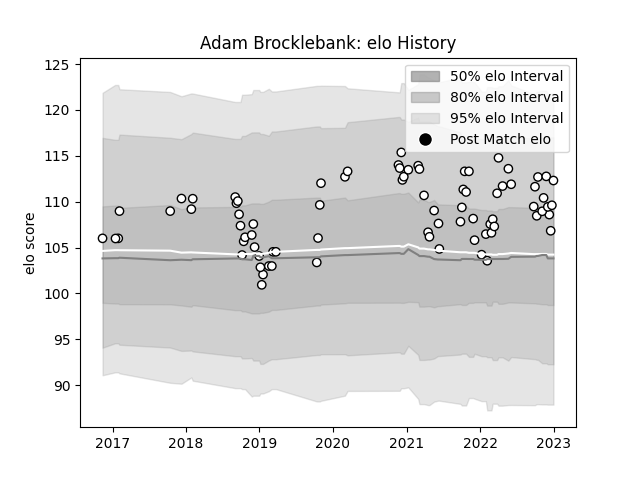 Adam Brocklebank: elo History
125
120
115
110
105
100
95
90
elo score
2017 2018 2019 2020 2021 2022 2023
50% elo Interval
80% elo Interval
95% elo Interval
Post Match elo